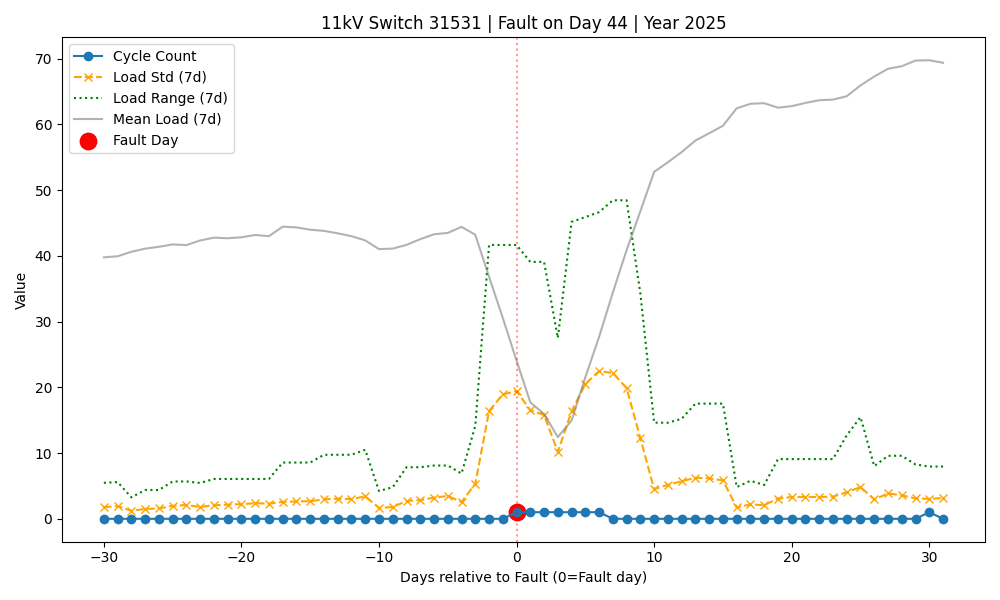 11kV Switch 31531 | Fault on Day 44 | Year 2025
Cycle Count
Load Std (7d)
Load Range (7d)
Mean Load (7d)
Fault Day
Value
70
60
50
40
30
20
10
0
−30
−20
−10
0
10
20
30
Days relative to Fault (0=Fault day)